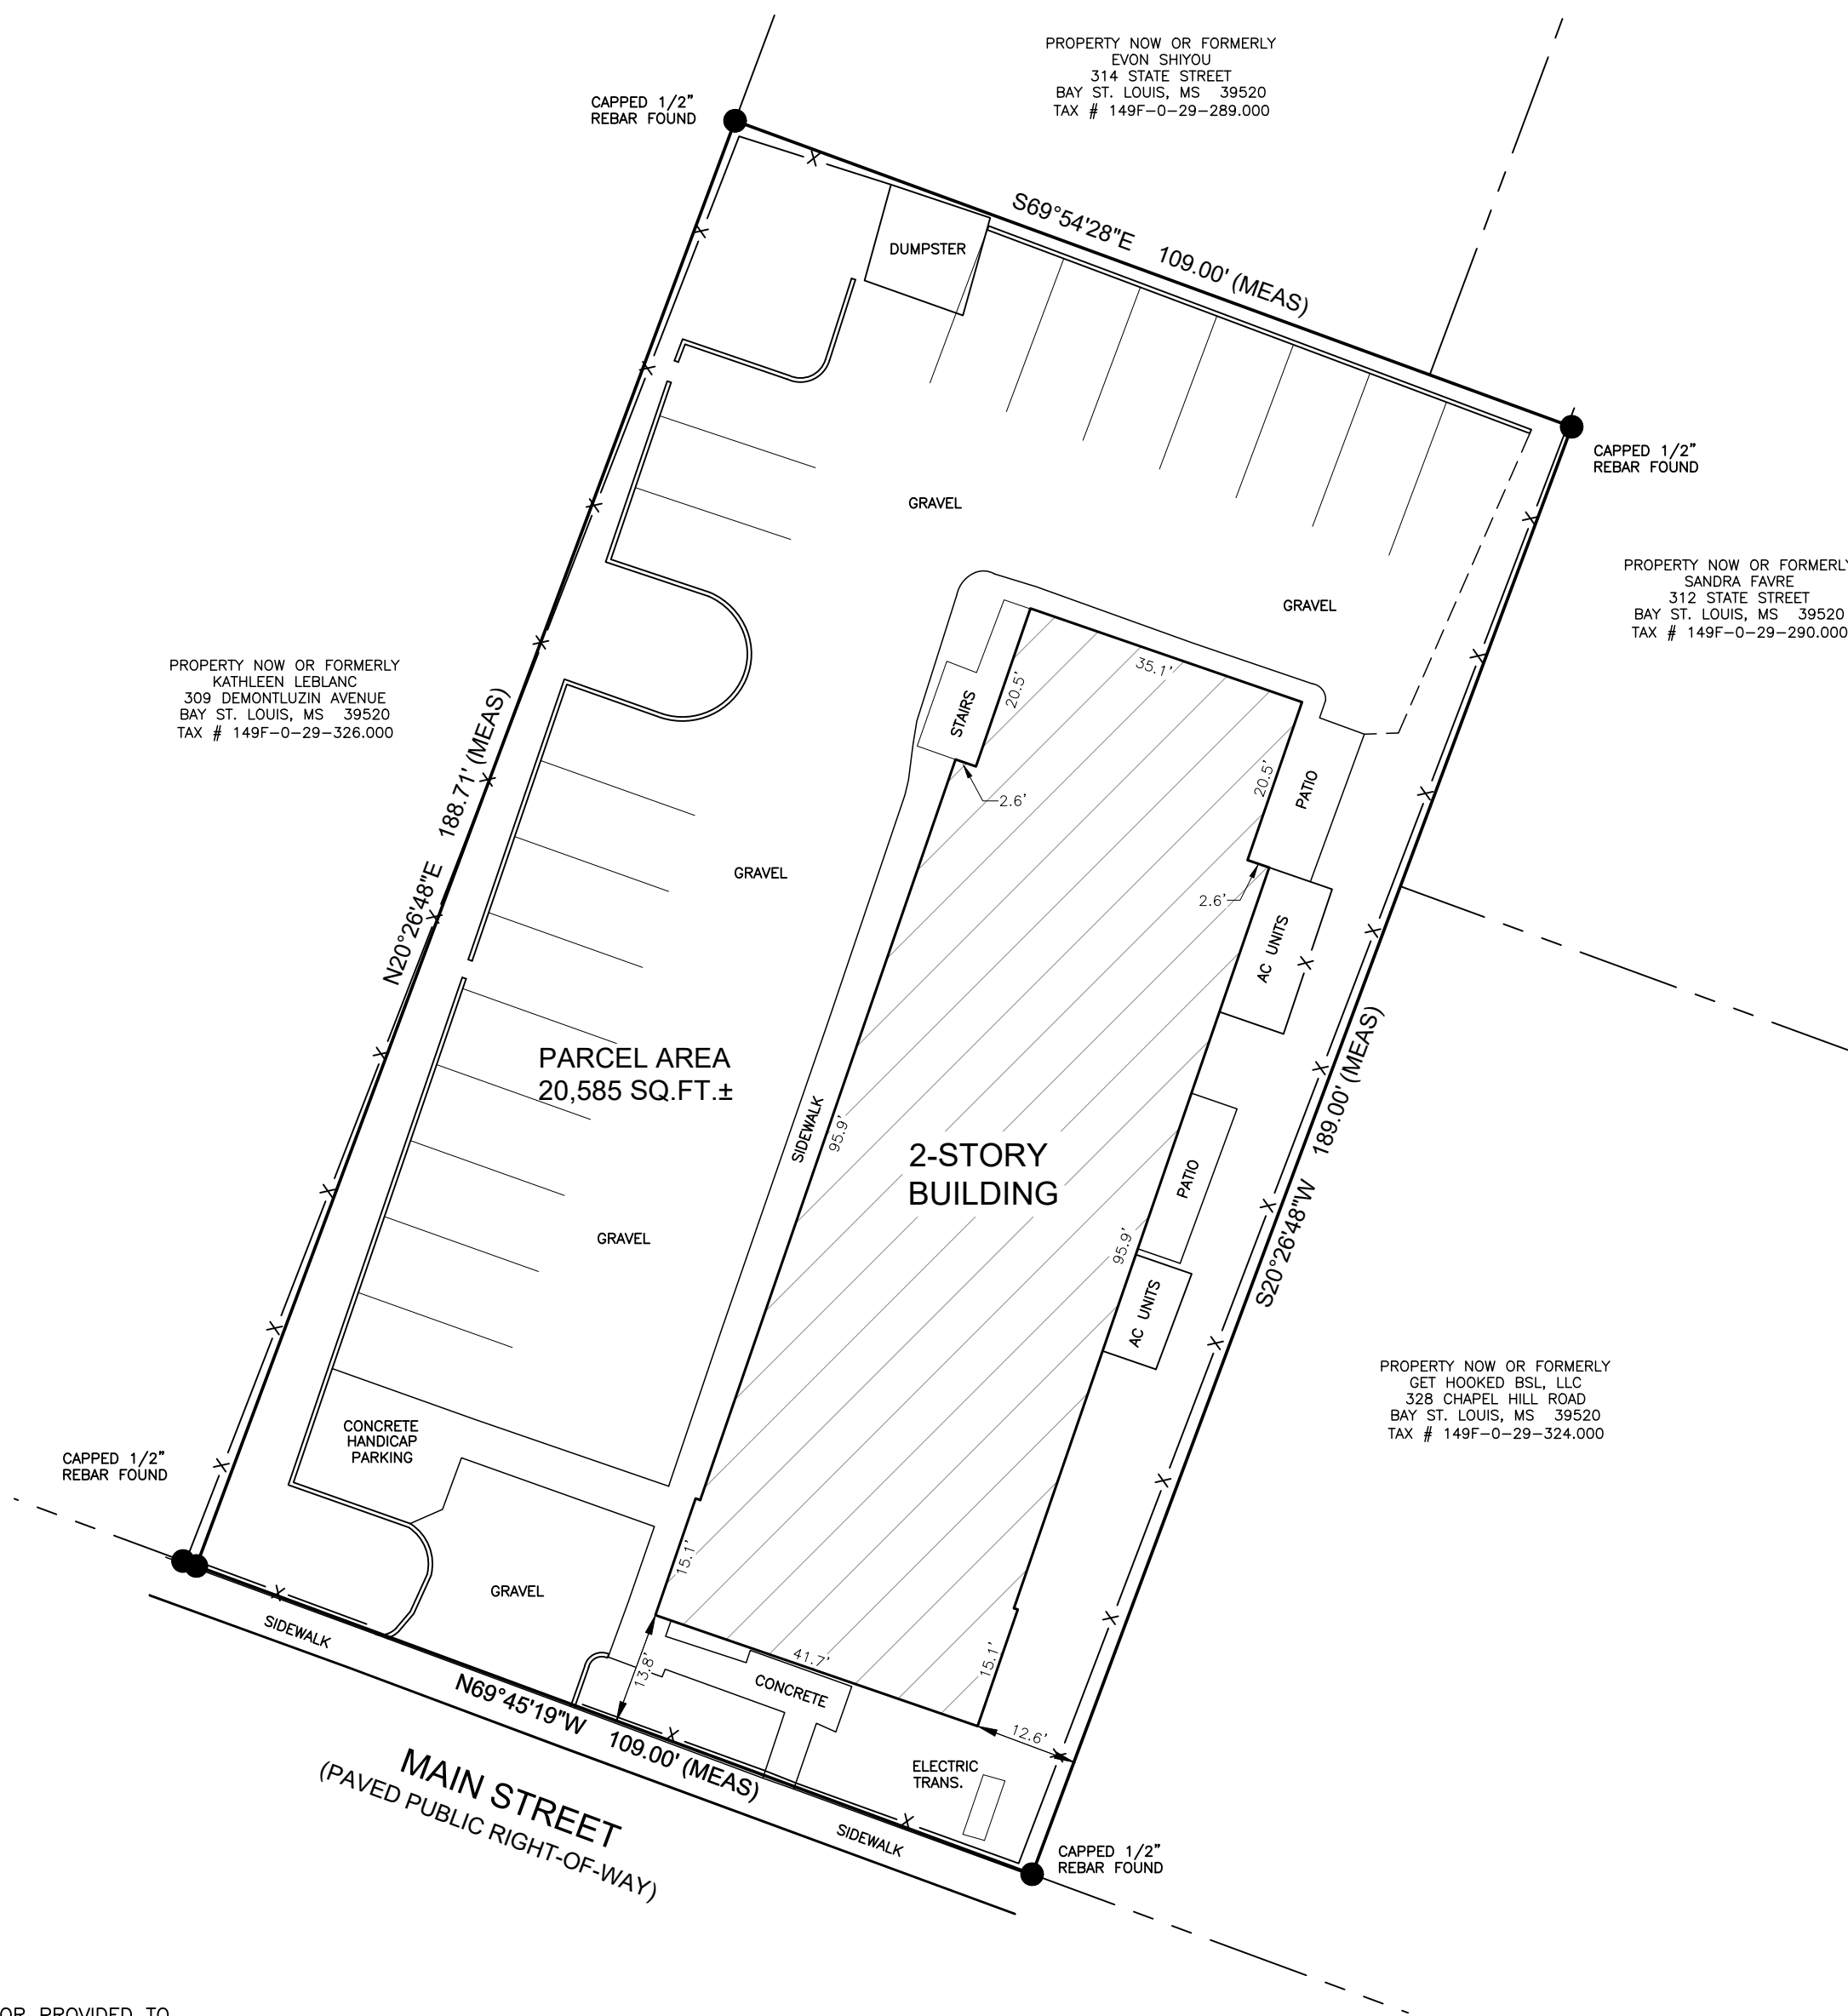 PROPERTY NOW OR FORMERLY
EVON SHIYOU
314 STATE STREET
BAY ST. LOUIS, MS 39520
TAX # 149F-0-29-289.000
CAPPED 1/2"
REBAR FOUND
S69°54'28"E 109.00' (MEAS)
DUMPSTER
CAPPED 1/2"
REBAR FOUND
GRAVEL
PROPERTY NOW OR FORMERLY
SANDRA FAVRE
312 STATE STREET
BAY ST. LOUIS, MS 39520
TAX # 149F-0-29-290.000
GRAVEL
PROPERTY NOW OR FORMERLY
KATHLEEN LEBLANC
309 DEMONTLUZIN AVENUE
BAY ST. LOUIS, MS 39520
TAX # 149F-0-29-326.000
35.1'
20.5'
STAIRS
20.5'
PATIO
2.6'
N20°26'48"E 188.71' (MEAS)
GRAVEL
2.6'
AC UNITS
PARCEL AREA
20,585 SQ.FT.±
SIDEWALK
95.9'
2-STORY
BUILDING
PATIO
S20°26'48"W 189.00' (MEAS)
GRAVEL
95.9'
AC UNITS
PROPERTY NOW OR FORMERLY
GET HOOKED BSL, LLC
328 CHAPEL HILL ROAD
BAY ST. LOUIS, MS 39520
TAX # 149F-0-29-324.000
CONCRETE
HANDICAP
PARKING
CAPPED 1/2"
REBAR FOUND
15.1'
GRAVEL
SIDEWALK
41.7'
15.1'
13.8'
CONCRETE
12.6'
N69°45'19"W 109.00' (MEAS)
ELECTRIC
TRANS.
MAIN STREET
(PAVED PUBLIC RIGHT-OF-WAY)
SIDEWALK
CAPPED 1/2"
REBAR FOUND
OR PROVIDED TO